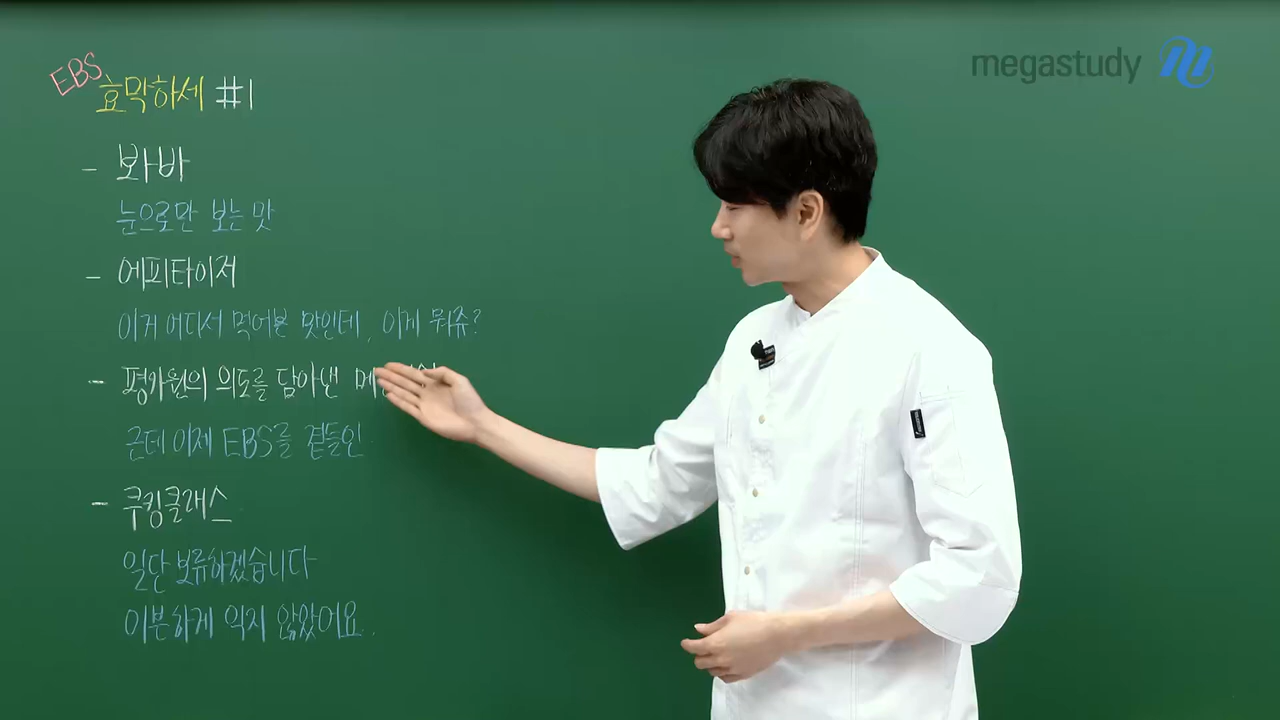 EBS
효막하세 #1
- 봐바
눈으로만 보는 맛
- 에피타이저
이거 어디서 먹어본 맛인데, 이게 뭐쥬?
- 평가원의 의도를 담아낸
근데 이제 EBS를 곁들인
- 쿠킹클래스
일단 보류하겠습니다
이븐하게 익지 않았어요.
megastudy